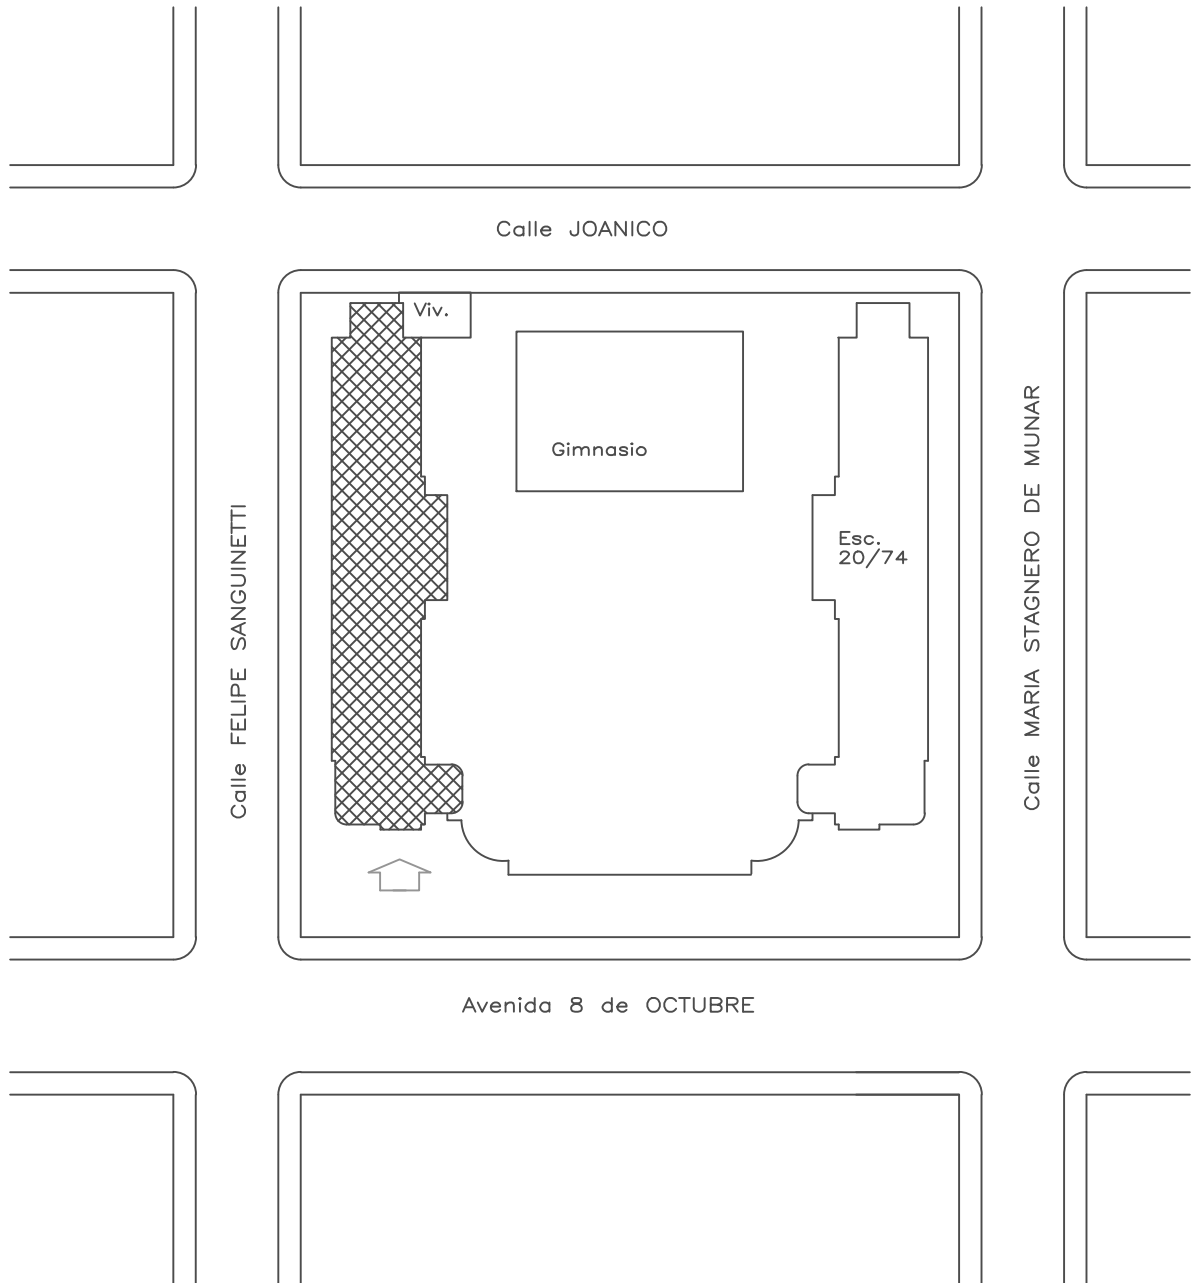 Calle JOANICO
Viv.
Gimnasio
Esc.
20/74
Calle FELIPE SANGUINETTI
Calle MARIA STAGNERO DE MUNAR
Avenida 8 de OCTUBRE